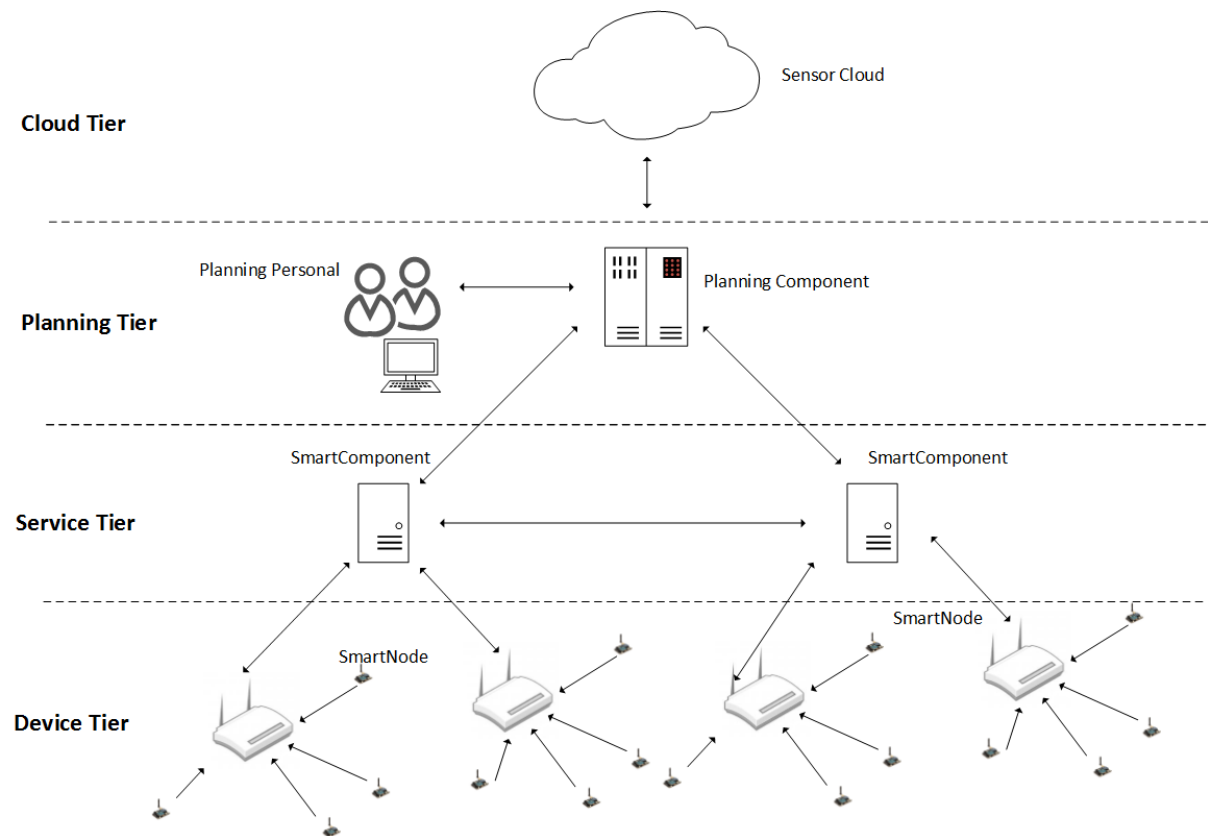 Sensor Cloud
Cloud Tier
Planning Personal
Planning Component
Planning Tier
SmartComponent
SmartComponent
Service Tier
SmartNode
SmartNode
Device Tier